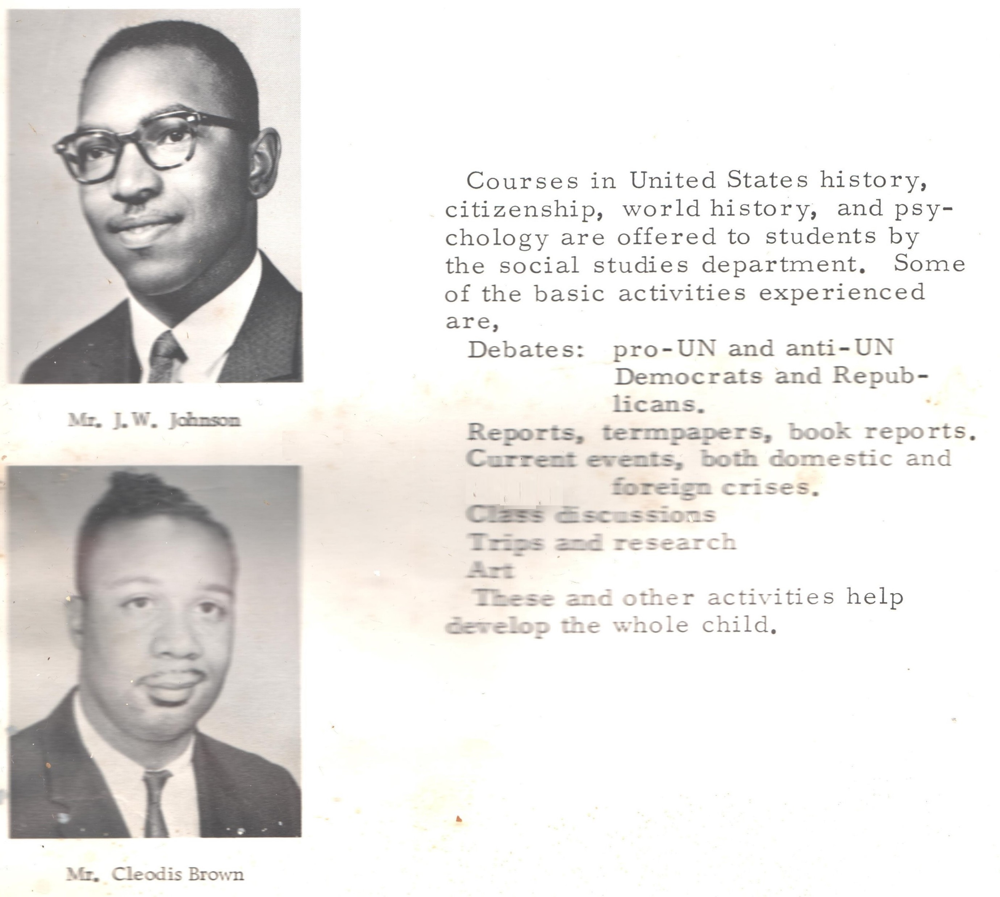 Mr. J.W. Johnson
Courses in United States history,
citizenship, world history, and psy-
chology are offered to students by
the social studies department. Some
of the basic activities experienced
are,
Debates: pro-UN and anti-UN
Democrats and Repub-
licans.
Reports, termpapers, book reports.
Current events, both domestic and
foreign crises.
Class discussions
Trips and research
Art
These and other activities help
develop the whole child.
Mr. Cleodis Brown